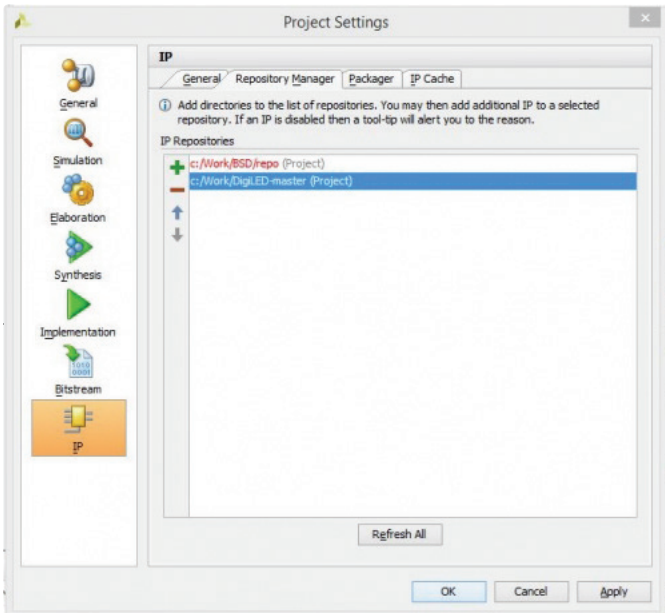 Project Settings
General
Simulation
Elaboration
Synthesis
Implementation
Bitstream
IP
IP
General Repository Manager Packager IP Cache
Add directories to the list of repositories. You may then add additional IP to a selected
repository. If an IP is disabled then a tool-tip will alert you to the reason.
IP Repositories
c:/Work/BSD/repo (Project)
c:/Work/DigiLED-master (Project)
Refresh All
OK Cancel Apply